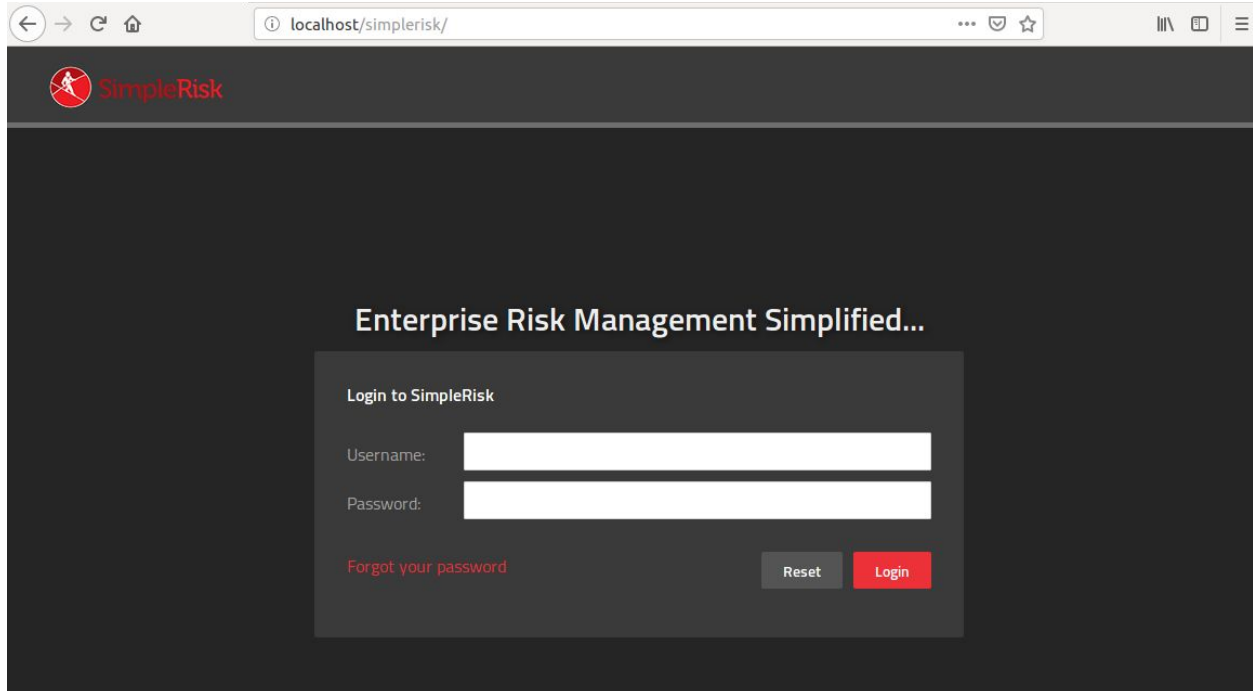 localhost/simplerisk/
SimpleRisk
Enterprise Risk Management Simplified...
Login to SimpleRisk
Username:
Password:
Forgot your password
Reset
Login